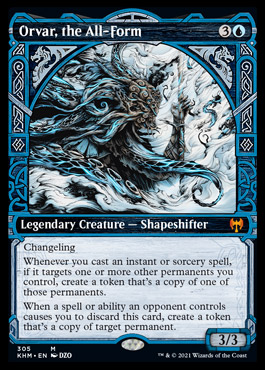 Orvar, the All-Form 3
Legendary Creature — Shapeshifter
Changeling
Whenever you cast an instant or sorcery spell,
if it targets one or more other permanents you
control, create a token that's a copy of one of
those permanents.
When a spell or ability an opponent controls
causes you to discard this card, create a token
that's a copy of target permanent.
305 M
KHM • EN DZO
3/3
™ & © 2021 Wizards of the Coast